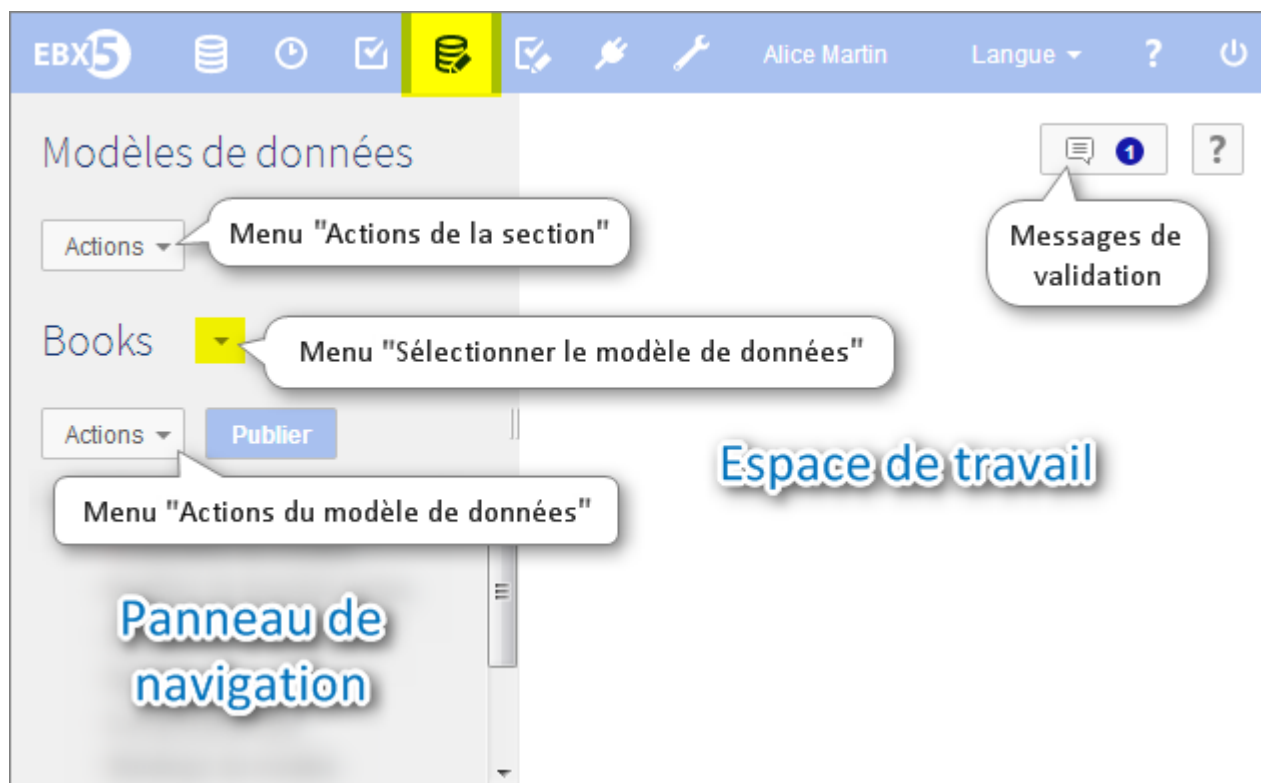 EBX5 Alice Martin Langue ?
Modèles de données
1 ?
Actions
Menu "Actions de la section"
Messages de
validation
Books
Menu "Sélectionner le modèle de données"
Actions Publier
Espace de travail
Menu "Actions du modèle de données"
Panneau de
navigation